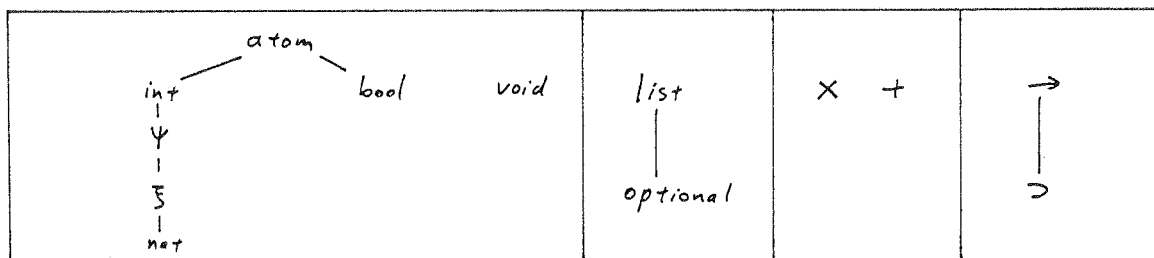 atom
int bool void list × + →
ψ
ξ optional ⊃
nat